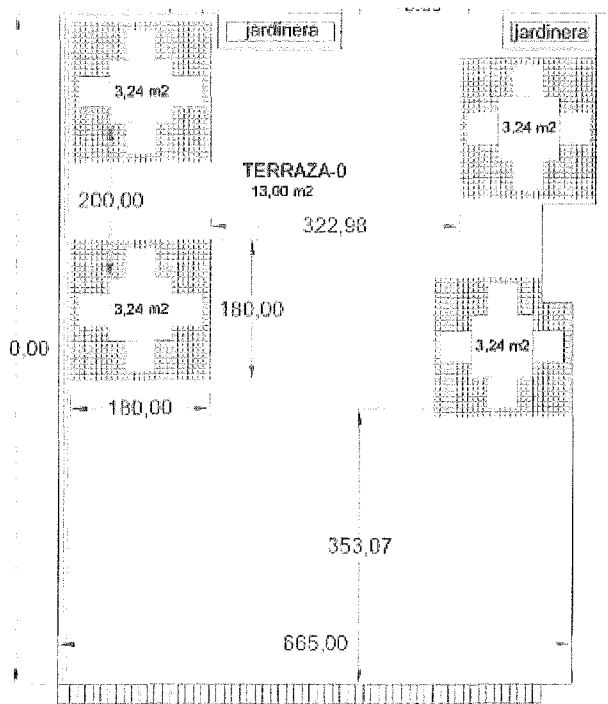 jardinera
jardinera
3,24 m2
3,24 m2
TERRAZA-0
13,00 m2
200,00
322,98
3,24 m2
180,00
3,24 m2
0,00
180,00
353,07
665,00